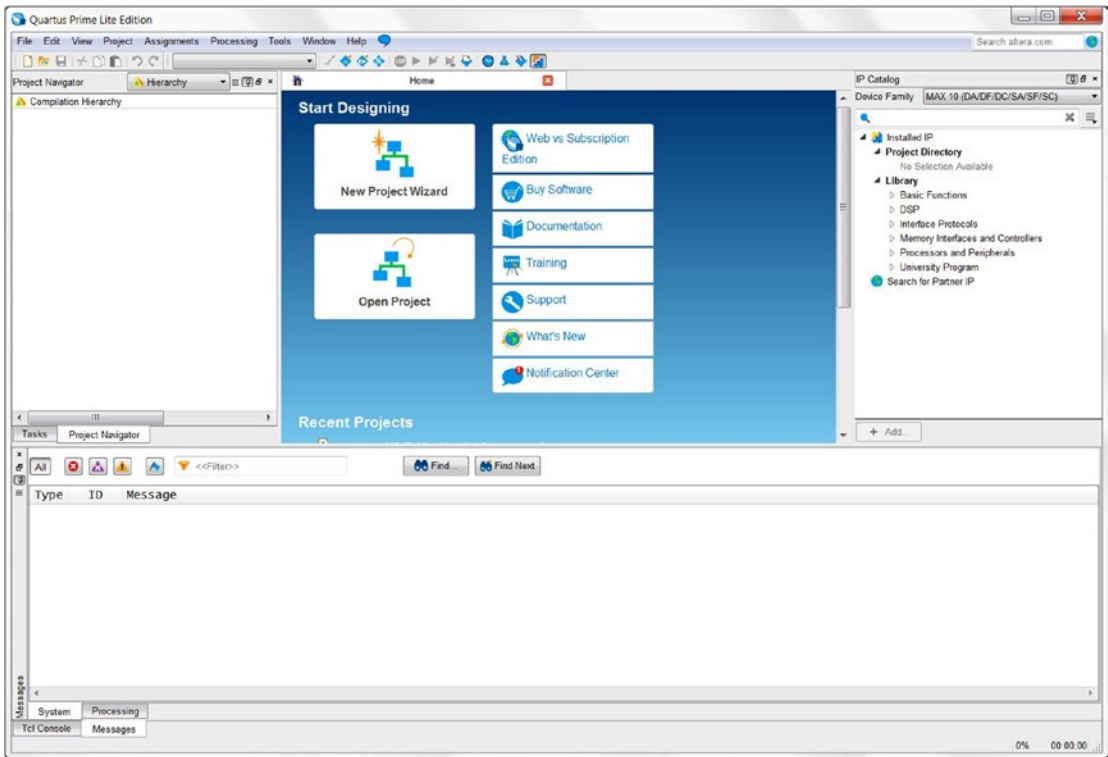 Quartus Prime Lite Edition
File Edit View Project Assignments Processing Tools Window Help
Search altera.com
Project Navigator
Hierarchy
Compilation Hierarchy
Tasks
Project Navigator
Home
Start Designing
New Project Wizard
Open Project
Web vs Subscription
Edition
Buy Software
Documentation
Training
Support
What's New
Notification Center
Recent Projects
IP Catalog
Device Family MAX 10 (DA/DF/DC/SA/SF/SC)
Installed IP
Project Directory
No Selection Available
Library
Basic Functions
DSP
Interface Protocols
Memory Interfaces and Controllers
Processors and Peripherals
University Program
Search for Partner IP
+ Add...
All
<<Filter>>
Find...
Find Next
Type ID Message
Messages
System Processing
Tcl Console Messages
0% 00:00:00